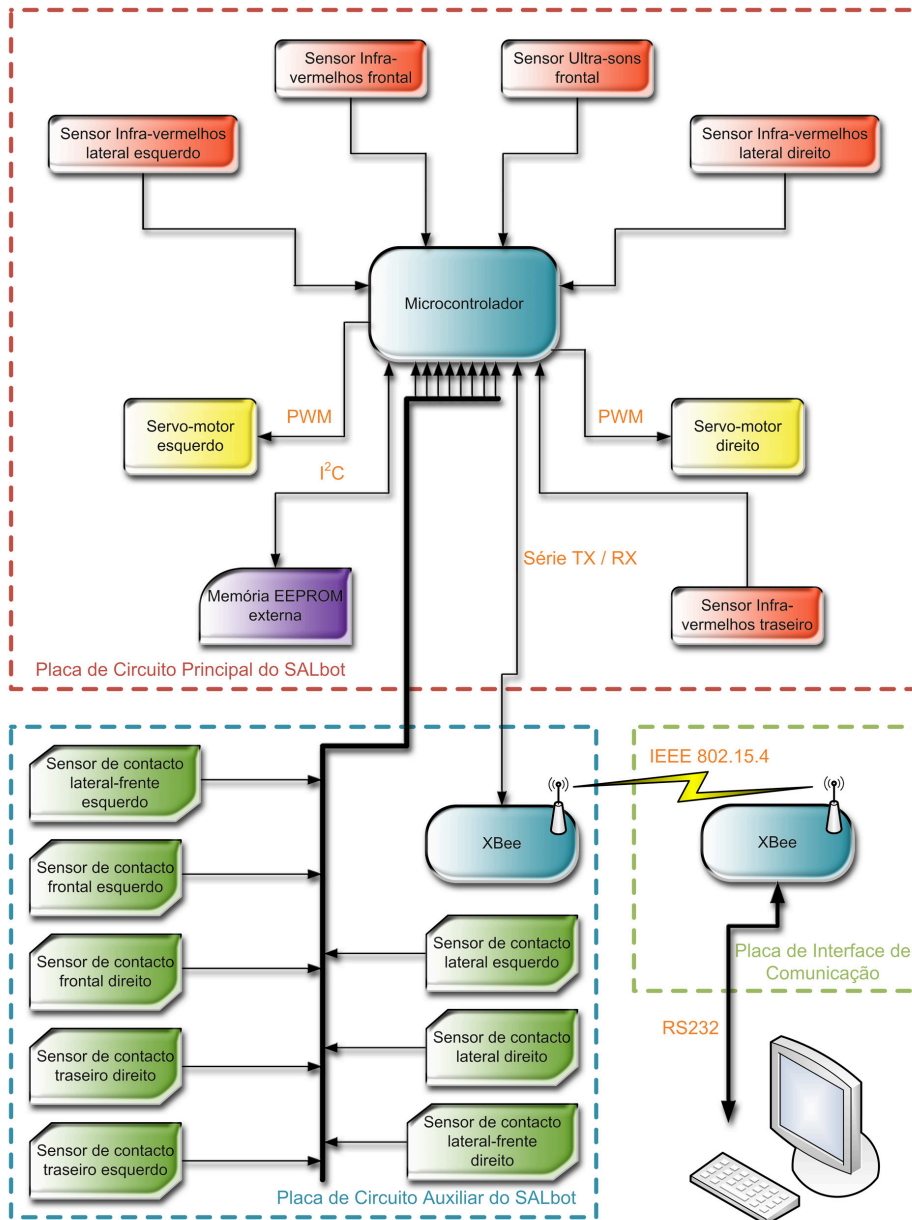 Sensor Infra-
vermelhos frontal
Sensor Ultra-sons
frontal
Sensor Infra-vermelhos
lateral esquerdo
Sensor Infra-vermelhos
lateral direito
Microcontrolador
Servo-motor
esquerdo
PWM
PWM
Servo-motor
direito
I²C
Série TX / RX
Memória EEPROM
externa
Sensor Infra-
vermelhos traseiro
Placa de Circuito Principal do SALbot
Sensor de contacto
lateral-frente
esquerdo
IEEE 802.15.4
XBee
XBee
Sensor de contacto
frontal esquerdo
Sensor de contacto
lateral esquerdo
Placa de Interface de
Comunicação
Sensor de contacto
frontal direito
RS232
Sensor de contacto
lateral direito
Sensor de contacto
traseiro direito
Sensor de contacto
lateral-frente
direito
Sensor de contacto
traseiro esquerdo
Placa de Circuito Auxiliar do SALbot